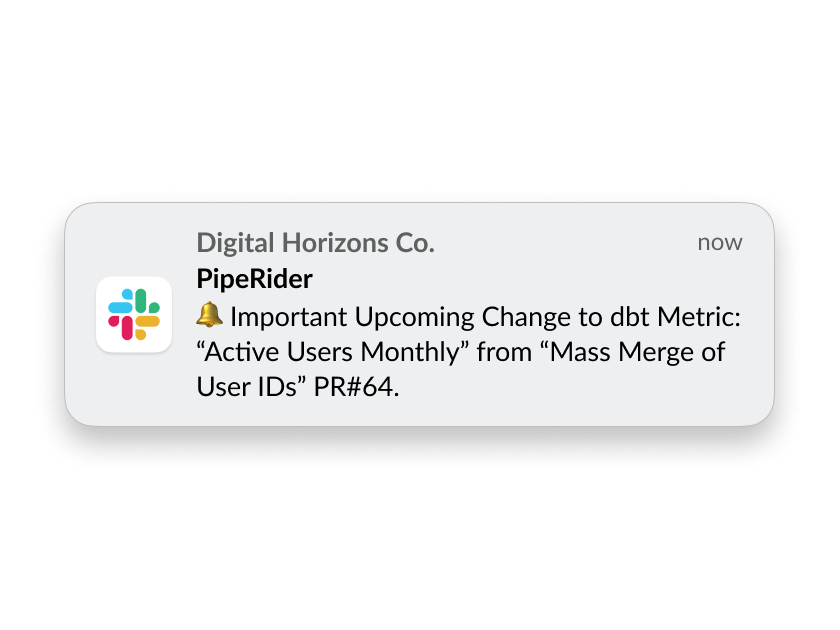 Digital Horizons Co.
now
PipeRider
🔔 Important Upcoming Change to dbt Metric:
“Active Users Monthly” from “Mass Merge of
User IDs” PR#64.